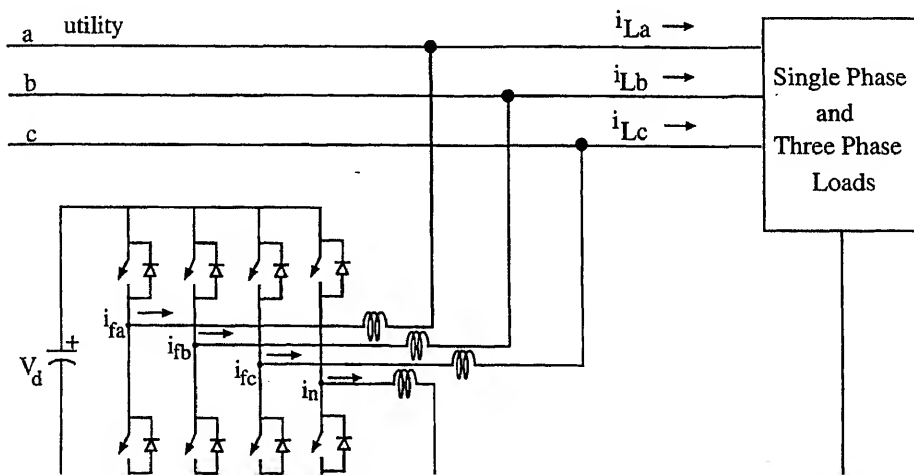 a utility
i_La →
b
i_Lb →
c
i_Lc →
Single Phase
and
Three Phase
Loads
+
V_d
i_fa
i_fb
i_fc
i_n